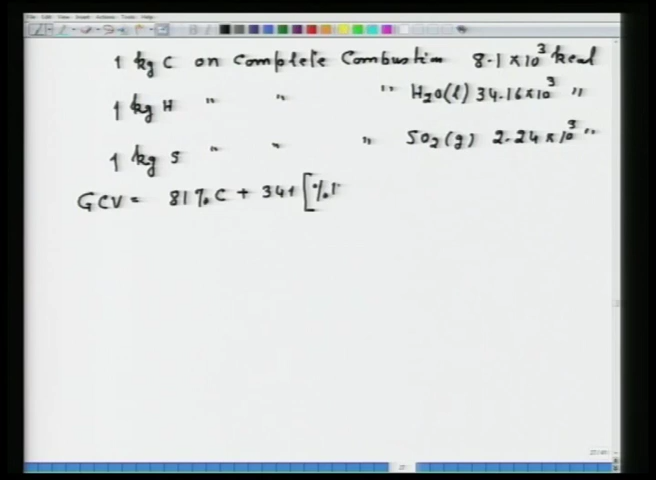 1 kg C on Complete Combustion 8.1 × 10³ kcal
1 kg H " " " H₂O(l) 34.16 × 10³ "
1 kg S " " " SO₂(g) 2.24 × 10³ "
GCV = 81 % C + 341 [ %